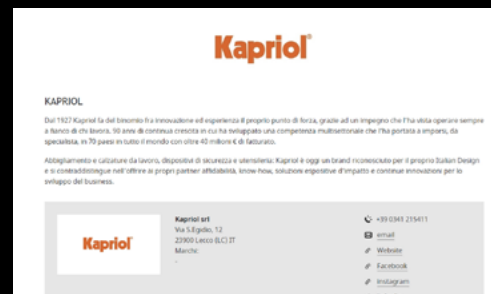 Kapriol®
KAPRIOL
Dal 1927 Kapriol fa del binomio fra innovazione ed esperienza il proprio punto di forza, grazie ad un impegno che l'ha vista operare sempre
a fianco di chi lavora. 90 anni di continua crescita in cui ha sviluppato una competenza multisettoriale che l'ha portata a imporsi, da
specialista, in 70 paesi in tutto il mondo con oltre 40 milioni € di fatturato.
Abbigliamento e calzature da lavoro, dispositivi di sicurezza e utensileria: Kapriol è oggi un brand riconosciuto per il proprio Italian Design
e si contraddistingue nell'offrire ai propri partner affidabilità, know how, soluzioni espositive d'impatto e continue innovazioni per lo
sviluppo del business.
Kapriol
Kapriol srl
Via S.Egidio, 12
23900 Lecco (LC) IT
Marchi:
-
+39 0341 215411
email
Website
Facebook
Instagram